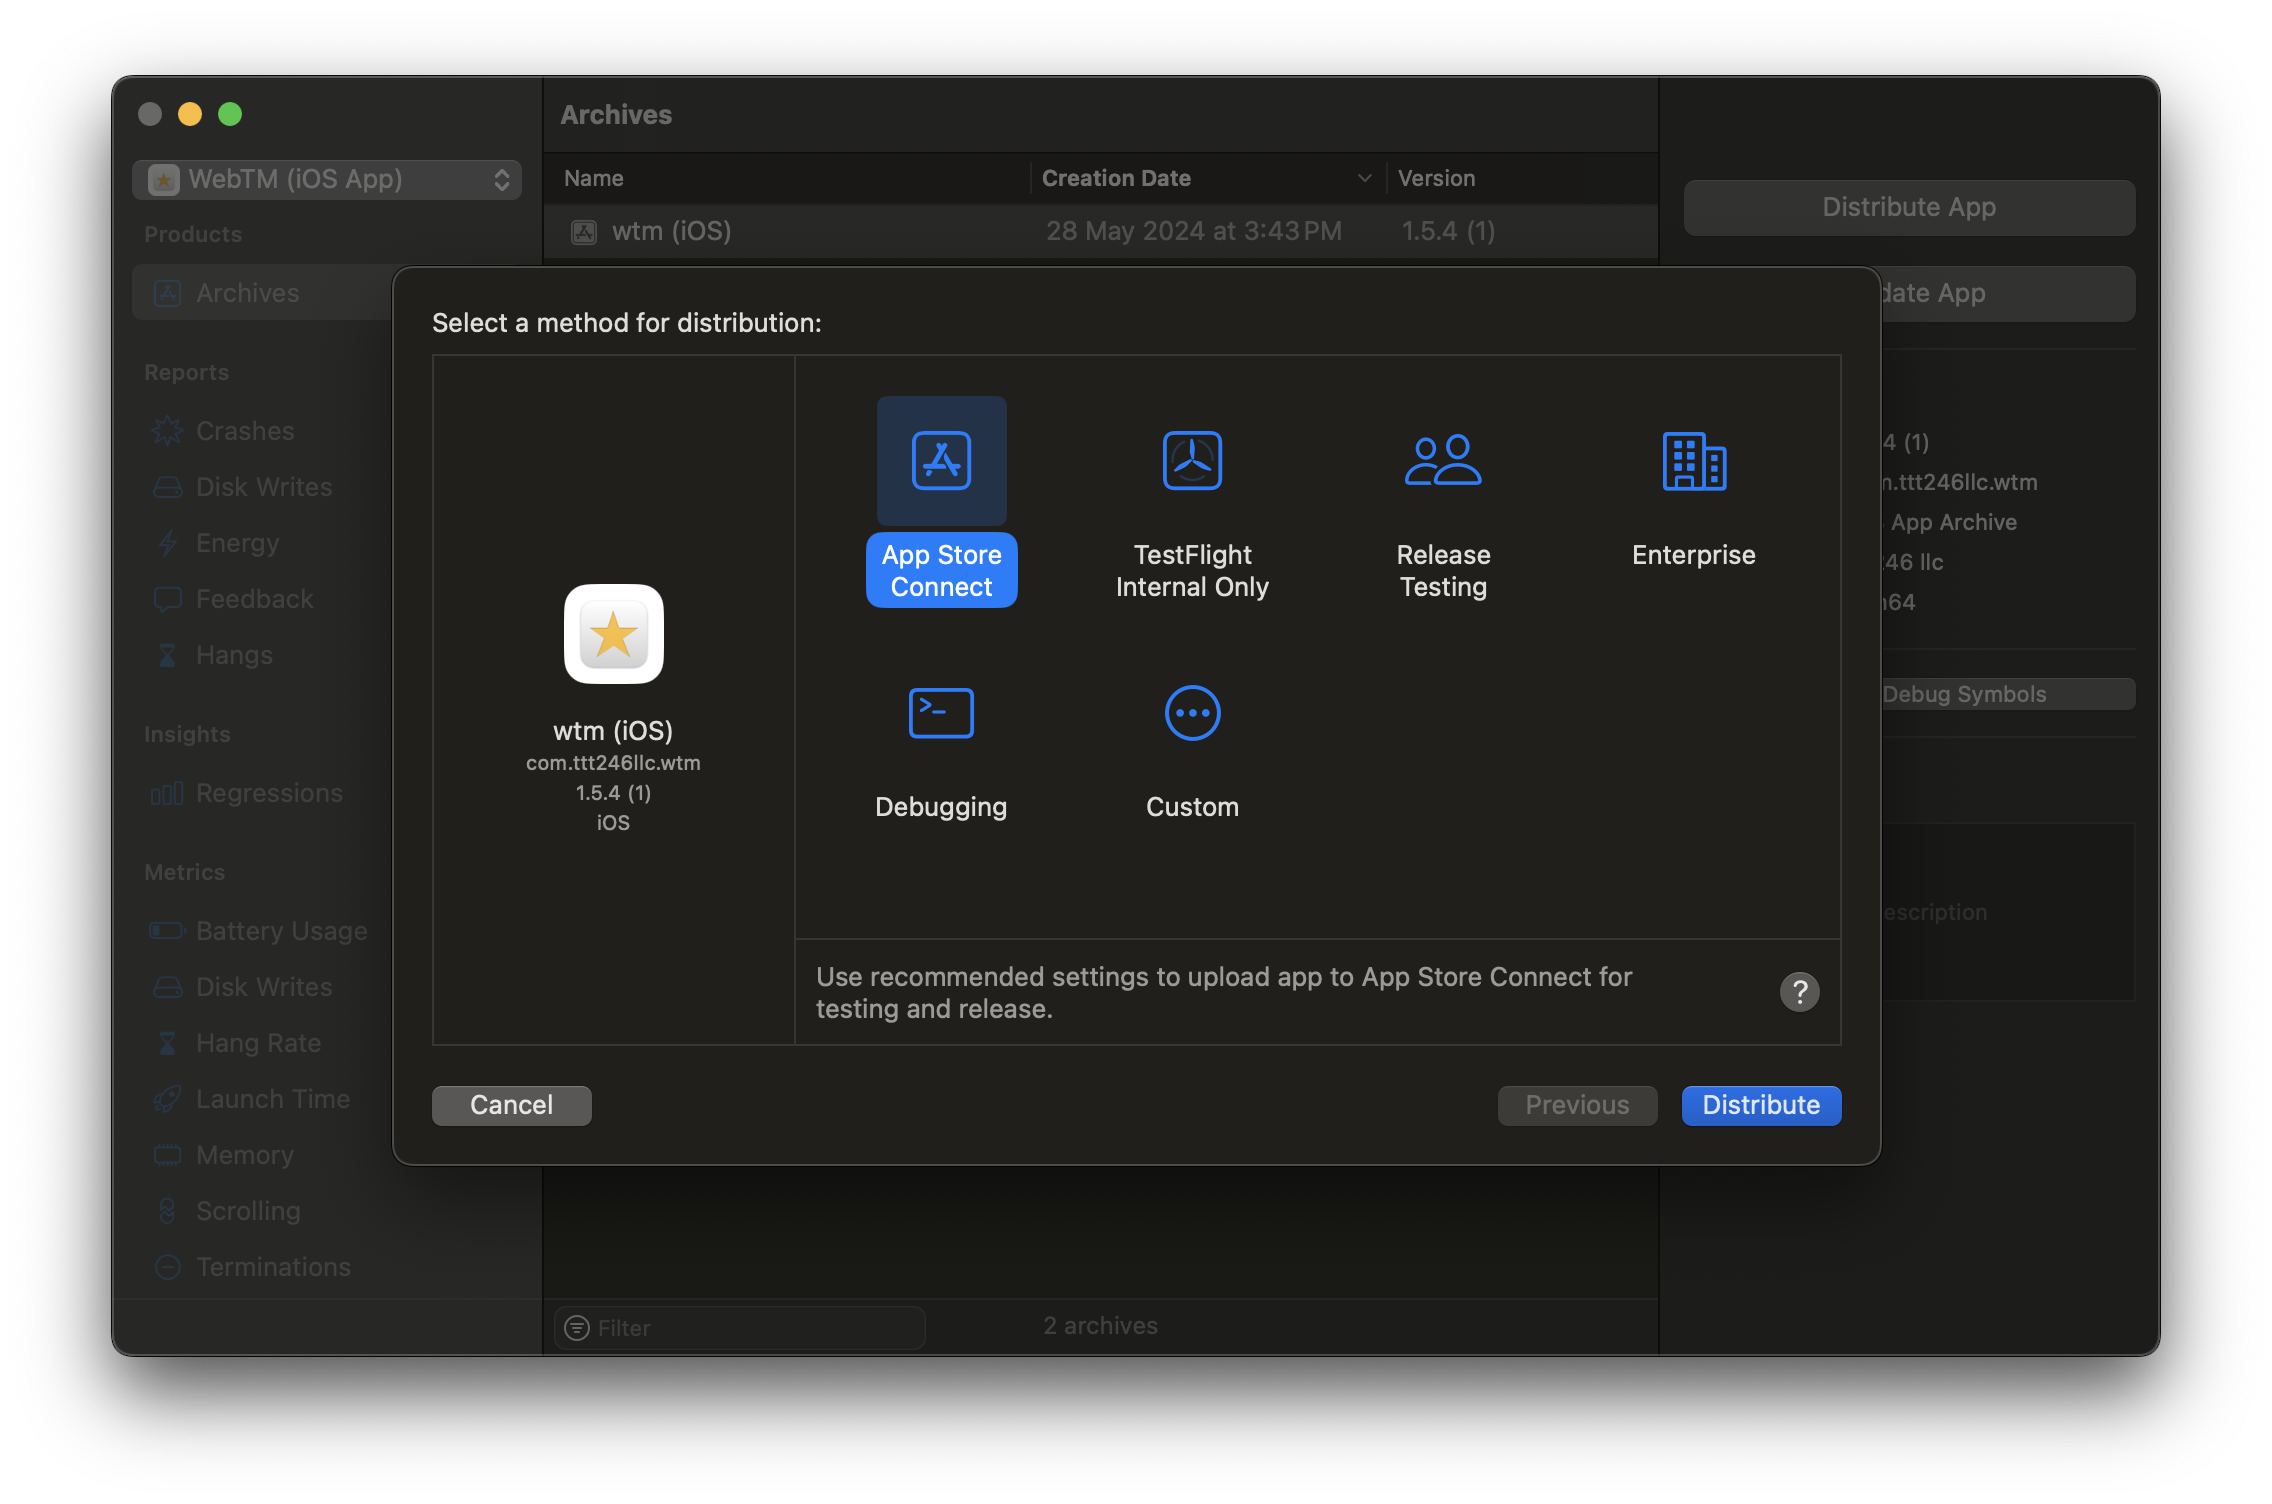 WebTM (iOS App)
Products
Archives
Reports
Crashes
Disk Writes
Energy
Feedback
Hangs
Insights
Regressions
Metrics
Battery Usage
Disk Writes
Hang Rate
Launch Time
Memory
Scrolling
Terminations
Archives
Name
Creation Date
Version
wtm (iOS)
28 May 2024 at 3:43 PM
1.5.4 (1)
Distribute App
App
4 (1)
.ttt246llc.wtm
App Archive
246 llc
Debug Symbols
Select a method for distribution:
wtm (iOS)
com.ttt246llc.wtm
1.5.4 (1)
iOS
App Store
Connect
TestFlight
Internal Only
Release
Testing
Enterprise
Debugging
Custom
Use recommended settings to upload app to App Store Connect for
testing and release.
?
Cancel
Previous
Distribute
Filter
2 archives